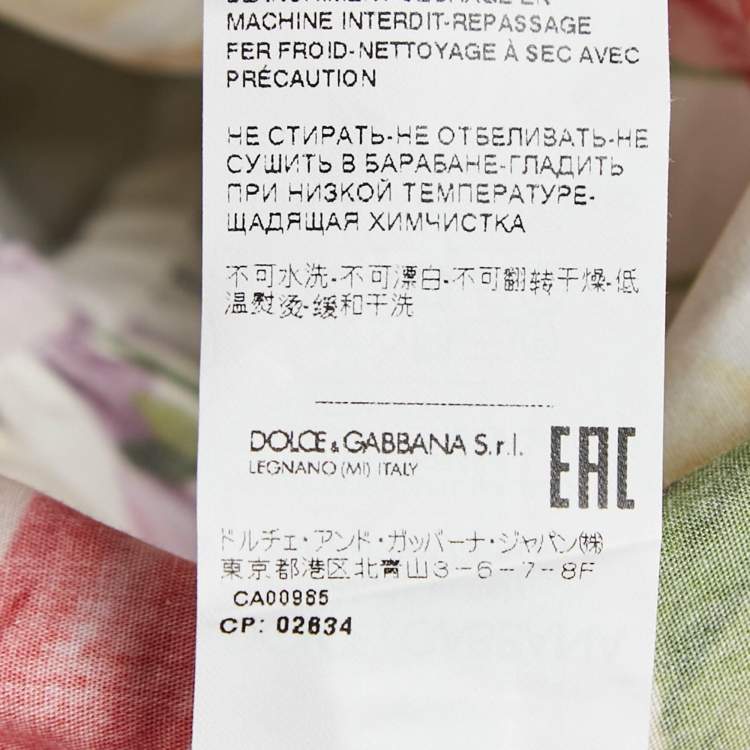 MACHINE INTERDIT-REPASSAGE
FER FROID-NETTOYAGE À SEC AVEC
PRÉCAUTION
НЕ СТИРАТЬ-НЕ ОТБЕЛИВАТЬ-НЕ
СУШИТЬ В БАРАБАНЕ-ГЛАДИТЬ
ПРИ НИЗКОЙ ТЕМПЕРАТУРЕ-
ЩАДЯЩАЯ ХИМЧИСТКА
不可水洗-不可漂白-不可翻转干燥-低
温熨烫-缓和干洗
DOLCE & GABBANA S.r.l.
LEGNANO (MI) ITALY
EAC
ドルチェ・アンド・ガッバーナ・ジャパン㈱
東京都港区北青山3-6-7-8F
CA00985
CP: 02634